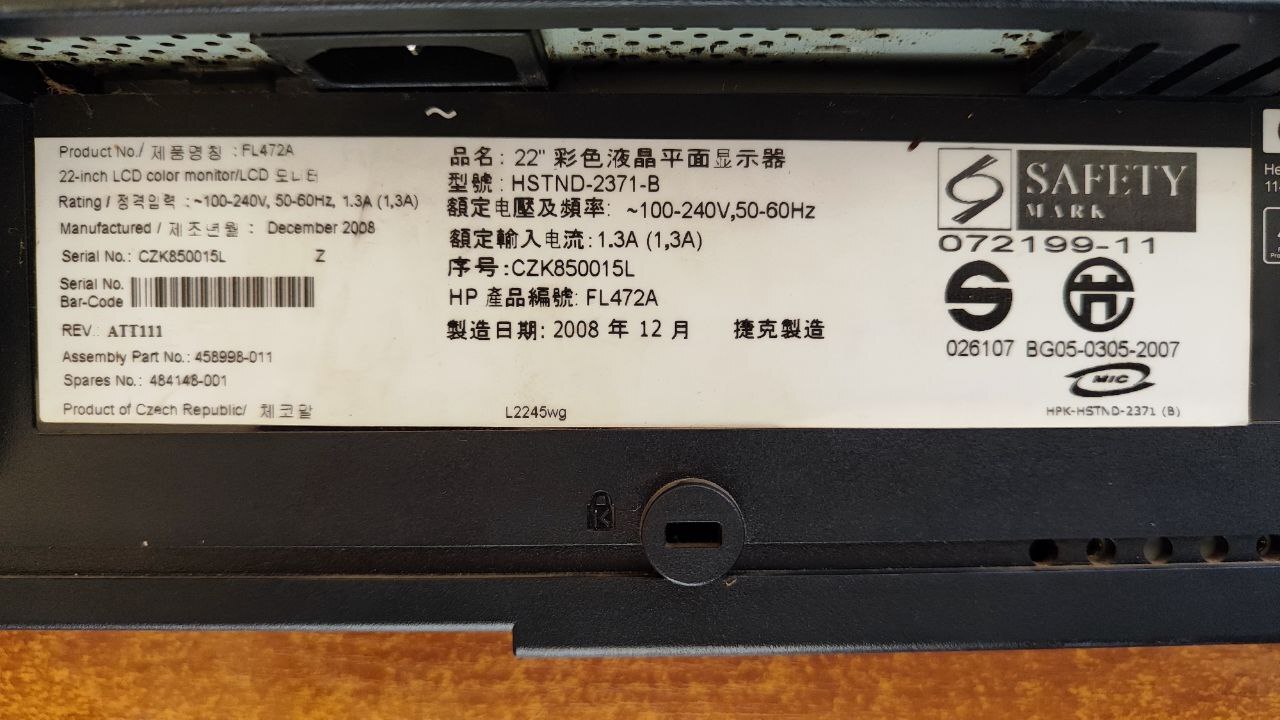 Product No./ 제품명칭 : FL472A
22-inch LCD color monitor/LCD 모니터
Rating / 정격입력 : ~100-240V, 50-60Hz, 1.3A (1,3A)
Manufactured / 제조년월 : December 2008
Serial No.: CZK850015L Z
Serial No.
Bar-Code
REV.: ATT111
Assembly Part No.: 458998-011
Spares No.: 484148-001
Product of Czech Republic/ 체코말
品名: 22" 彩色液晶平面显示器
型號: HSTND-2371-B
額定电壓及頻率: ~100-240V,50-60Hz
額定輸入电流: 1.3A (1,3A)
序号:CZK850015L
HP 產品編號: FL472A
製造日期: 2008 年 12 月 捷克製造
L2245wg
SAFETY
MARK
072199-11
026107 BG05-0305-2007
MIC
HPK-HSTND-2371 (B)
He
11
Pro
K